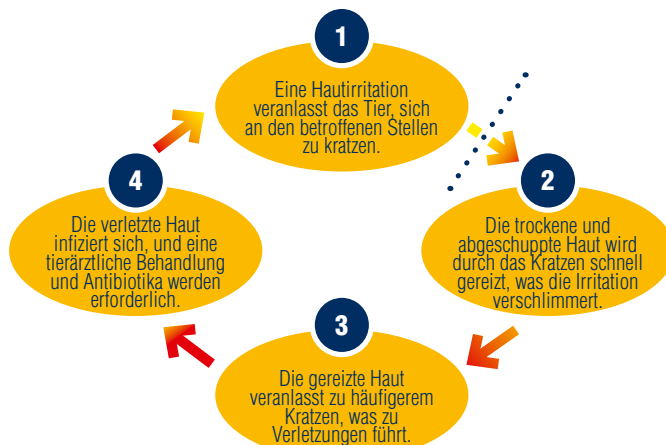 1
Eine Hautirritation
veranlasst das Tier, sich
an den betroffenen Stellen
zu kratzen.
2
Die trockene und
abgeschuppte Haut wird
durch das Kratzen schnell
gereizt, was die Irritation
verschlimmert.
3
Die gereizte Haut
veranlasst zu häufigerem
Kratzen, was zu
Verletzungen führt.
4
Die verletzte Haut
infiziert sich, und eine
tierärztliche Behandlung
und Antibiotika werden
erforderlich.